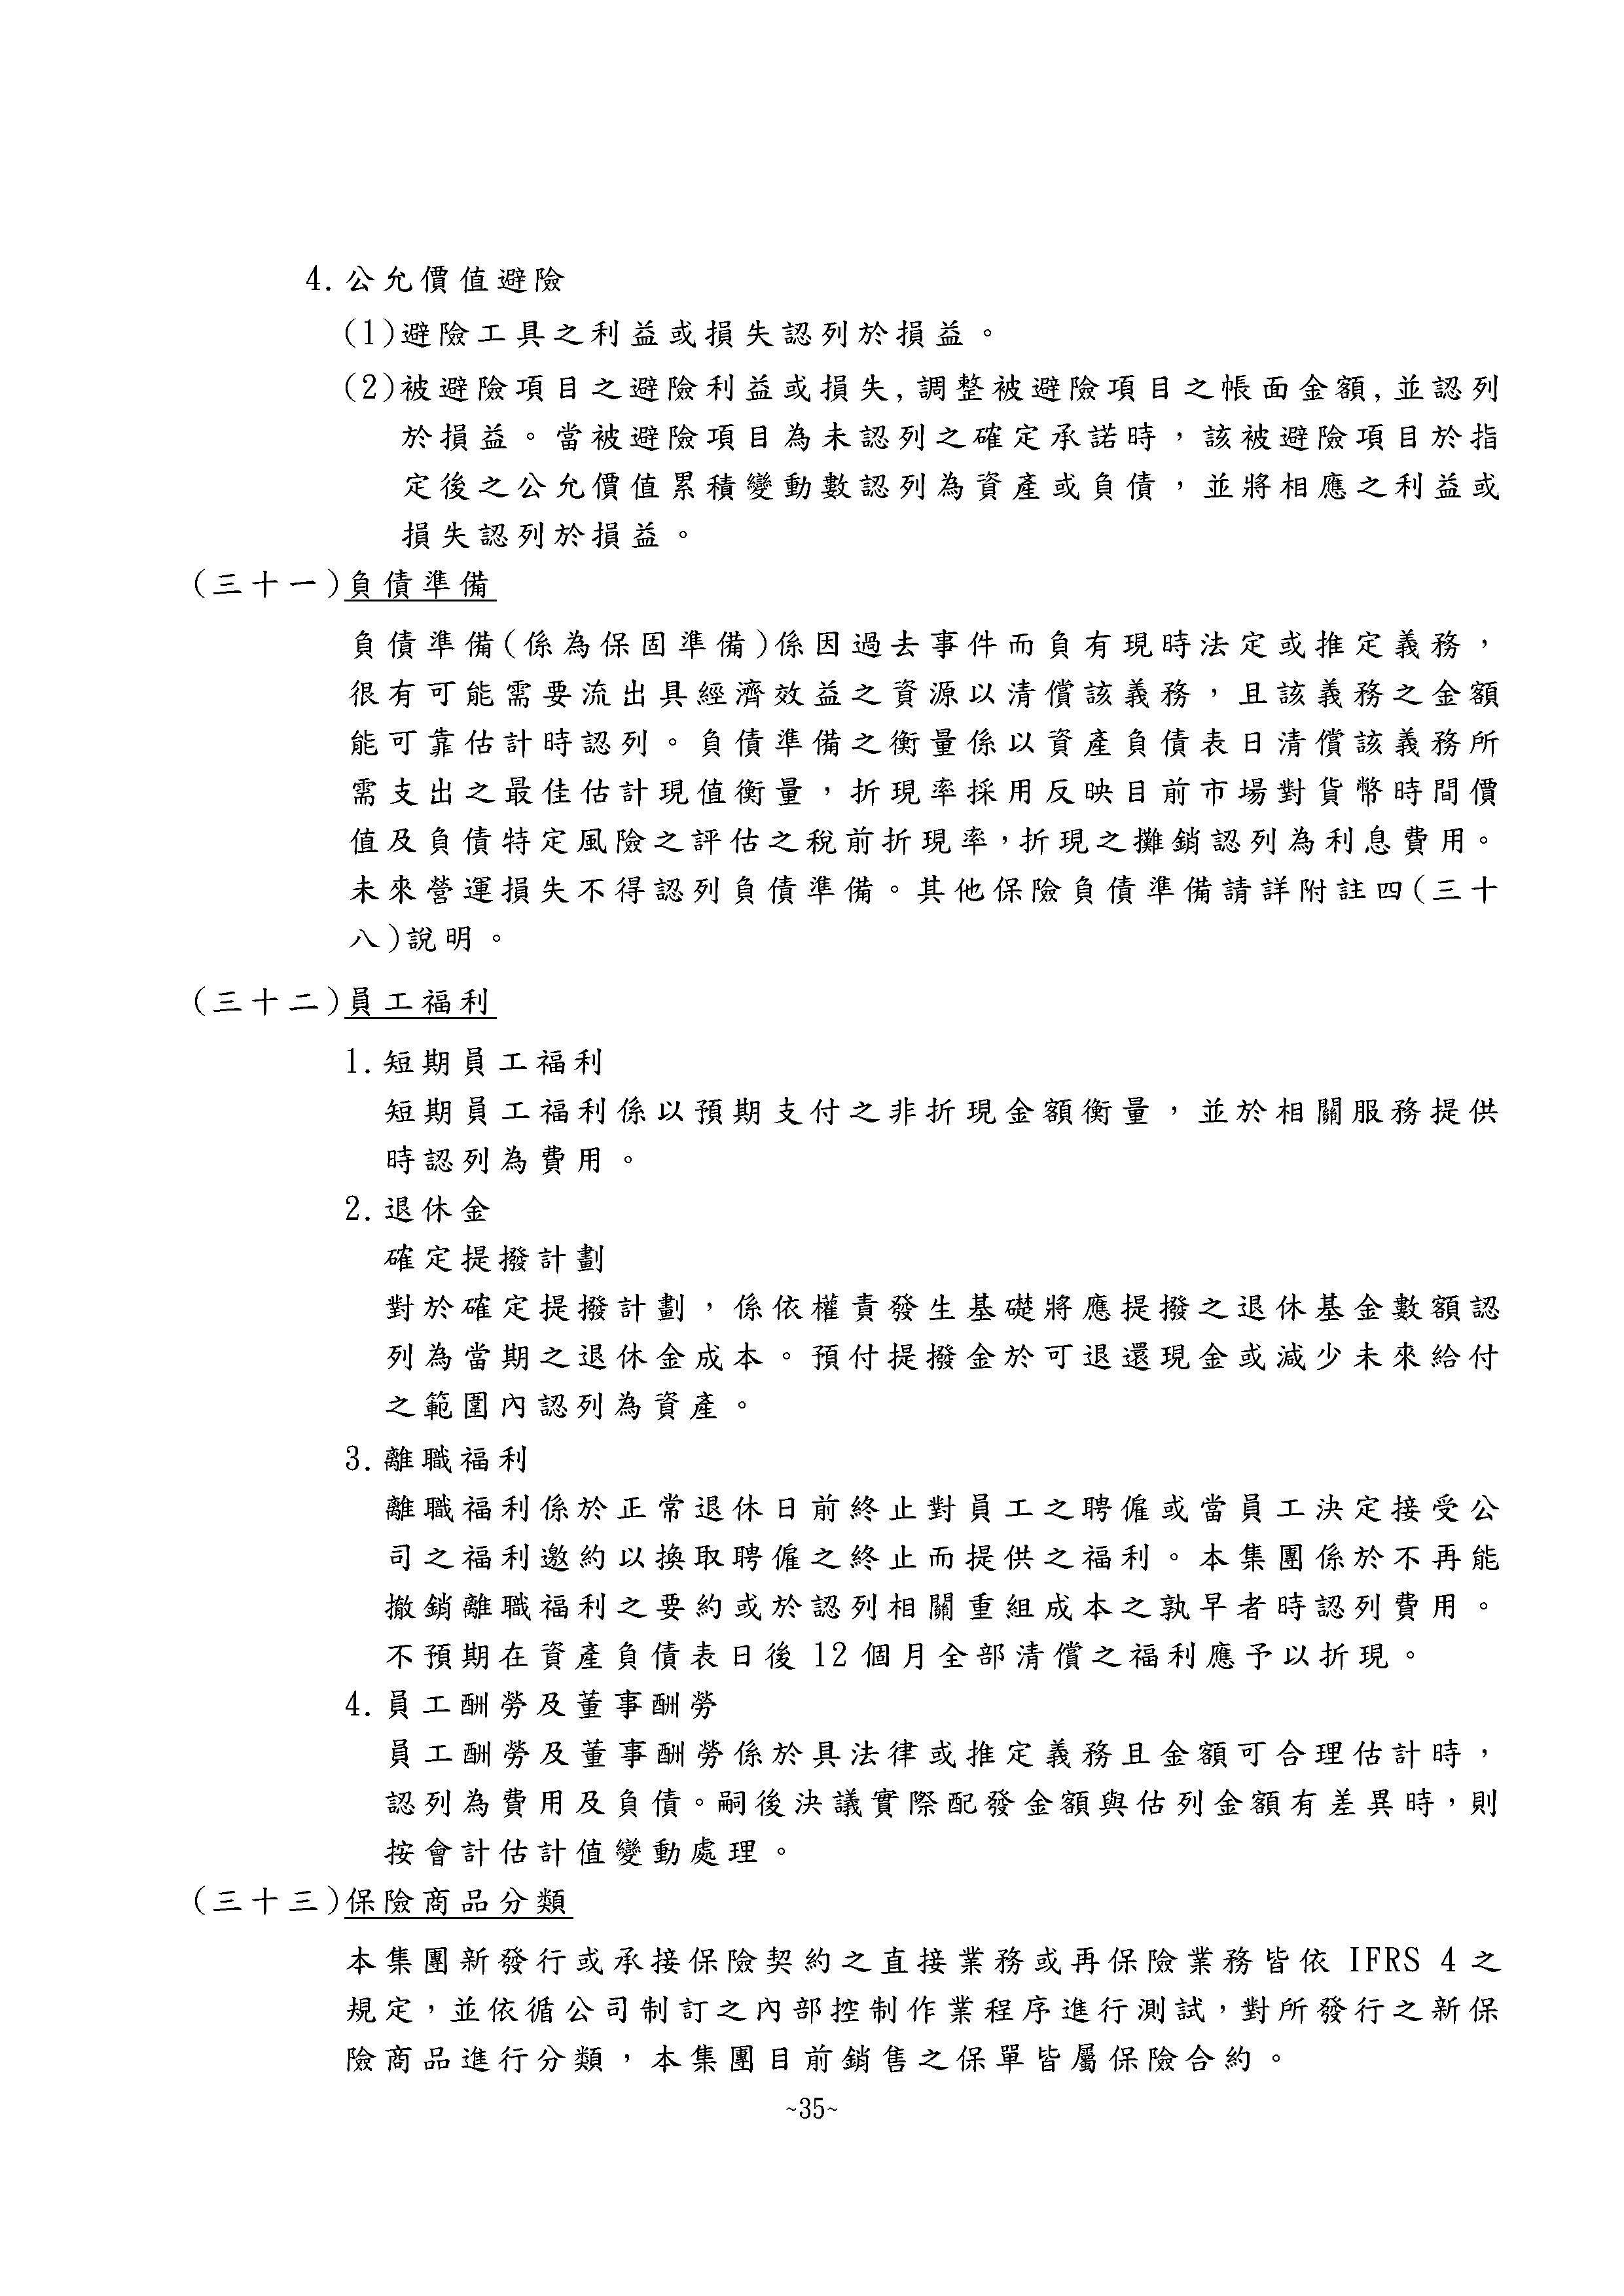 4.公允價值避險
(1)避險工具之利益或損失認列於損益。
(2)被避險項目之避險利益或損失,調整被避險項目之帳面金額,並認列
於損益。當被避險項目為未認列之確定承諾時，該被避險項目於指
定後之公允價值累積變動數認列為資產或負債，並將相應之利益或
損失認列於損益。
(三十一)負債準備
負債準備(係為保固準備)係因過去事件而負有現時法定或推定義務，
很有可能需要流出具經濟效益之資源以清償該義務，且該義務之金額
能可靠估計時認列。負債準備之衡量係以資產負債表日清償該義務所
需支出之最佳估計現值衡量，折現率採用反映目前市場對貨幣時間價
值及負債特定風險之評估之稅前折現率，折現之攤銷認列為利息費用。
未來營運損失不得認列負債準備。其他保險負債準備請詳附註四(三十
八)說明。
(三十二)員工福利
1.短期員工福利
短期員工福利係以預期支付之非折現金額衡量，並於相關服務提供
時認列為費用。
2.退休金
確定提撥計劃
對於確定提撥計劃，係依權責發生基礎將應提撥之退休基金數額認
列為當期之退休金成本。預付提撥金於可退還現金或減少未來給付
之範圍內認列為資產。
3.離職福利
離職福利係於正常退休日前終止對員工之聘僱或當員工決定接受公
司之福利邀約以換取聘僱之終止而提供之福利。本集團係於不再能
撤銷離職福利之要約或於認列相關重組成本之孰早者時認列費用。
不預期在資產負債表日後 12 個月全部清償之福利應予以折現。
4.員工酬勞及董事酬勞
員工酬勞及董事酬勞係於具法律或推定義務且金額可合理估計時，
認列為費用及負債。嗣後決議實際配發金額與估列金額有差異時，則
按會計估計值變動處理。
(三十三)保險商品分類
本集團新發行或承接保險契約之直接業務或再保險業務皆依 IFRS 4 之
規定，並依循公司制訂之內部控制作業程序進行測試，對所發行之新保
險商品進行分類，本集團目前銷售之保單皆屬保險合約。
~35~